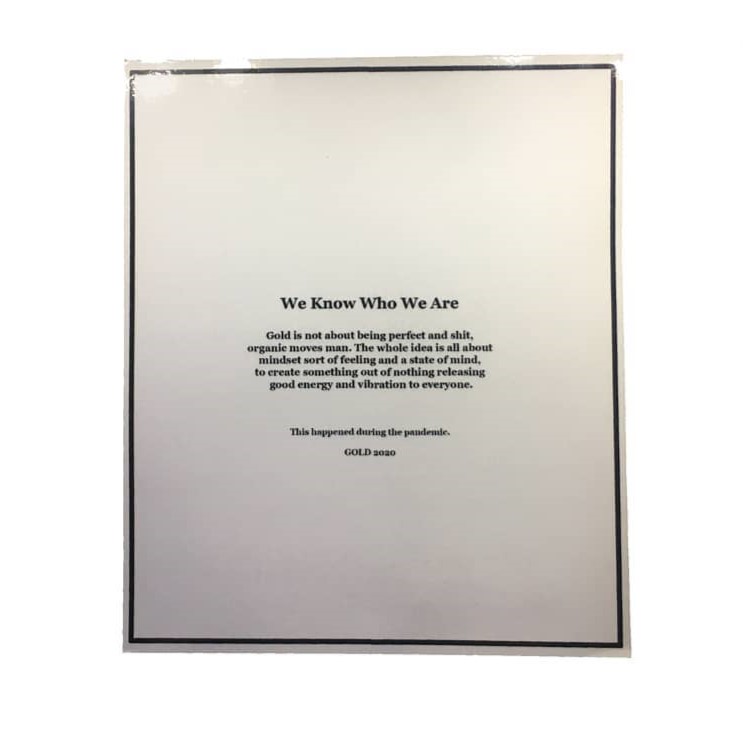 We Know Who We Are
Gold is not about being perfect and shit,
organic moves man. The whole idea is all about
mindset sort of feeling and a state of mind,
to create something out of nothing releasing
good energy and vibration to everyone.
This happened during the pandemic.
GOLD 2020